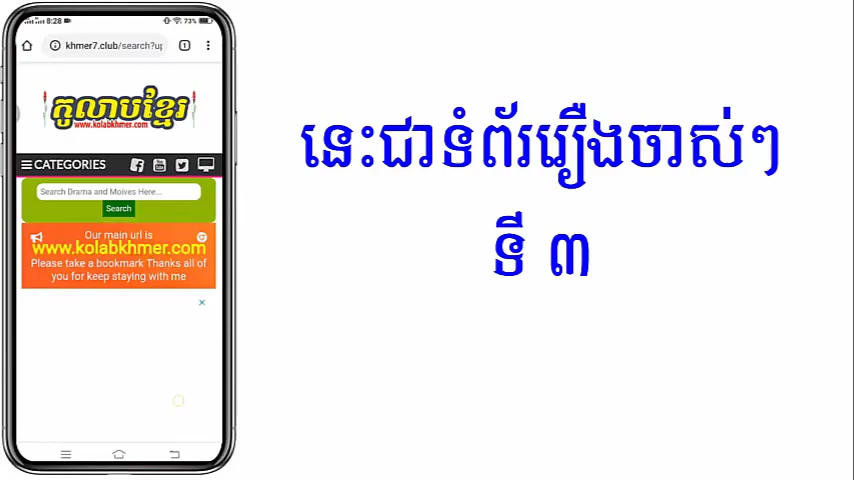 8:28
73%
khmer7.club/search?up
1
កូលាបខ្មែរ
www.kolabkhmer.com
CATEGORIES
Search Drama and Moives Here...
Search
Our main url is
www.kolabkhmer.com
Please take a bookmark Thanks all of
you for keep staying with me
នេះជាទំព័ររឿងចាស់ៗ
ទី ៣